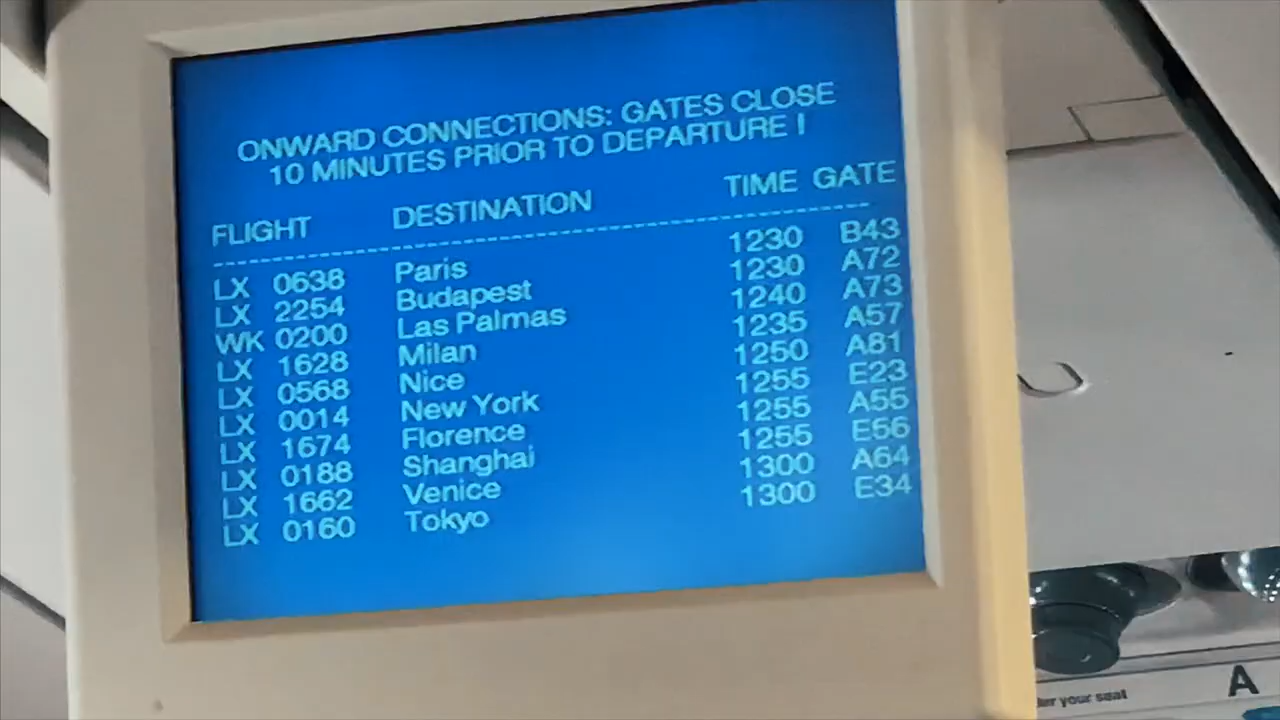 ONWARD CONNECTIONS: GATES CLOSE
10 MINUTES PRIOR TO DEPARTURE !
FLIGHT DESTINATION TIME GATE
LX 0638 Paris 1230 B43
LX 2254 Budapest 1230 A72
WK 0200 Las Palmas 1240 A73
LX 1628 Milan 1235 A57
LX 0568 Nice 1250 A81
LX 0014 New York 1255 E23
LX 1674 Florence 1255 A55
LX 0188 Shanghai 1255 E56
LX 1662 Venice 1300 A64
LX 0160 Tokyo 1300 E34
your seat
A